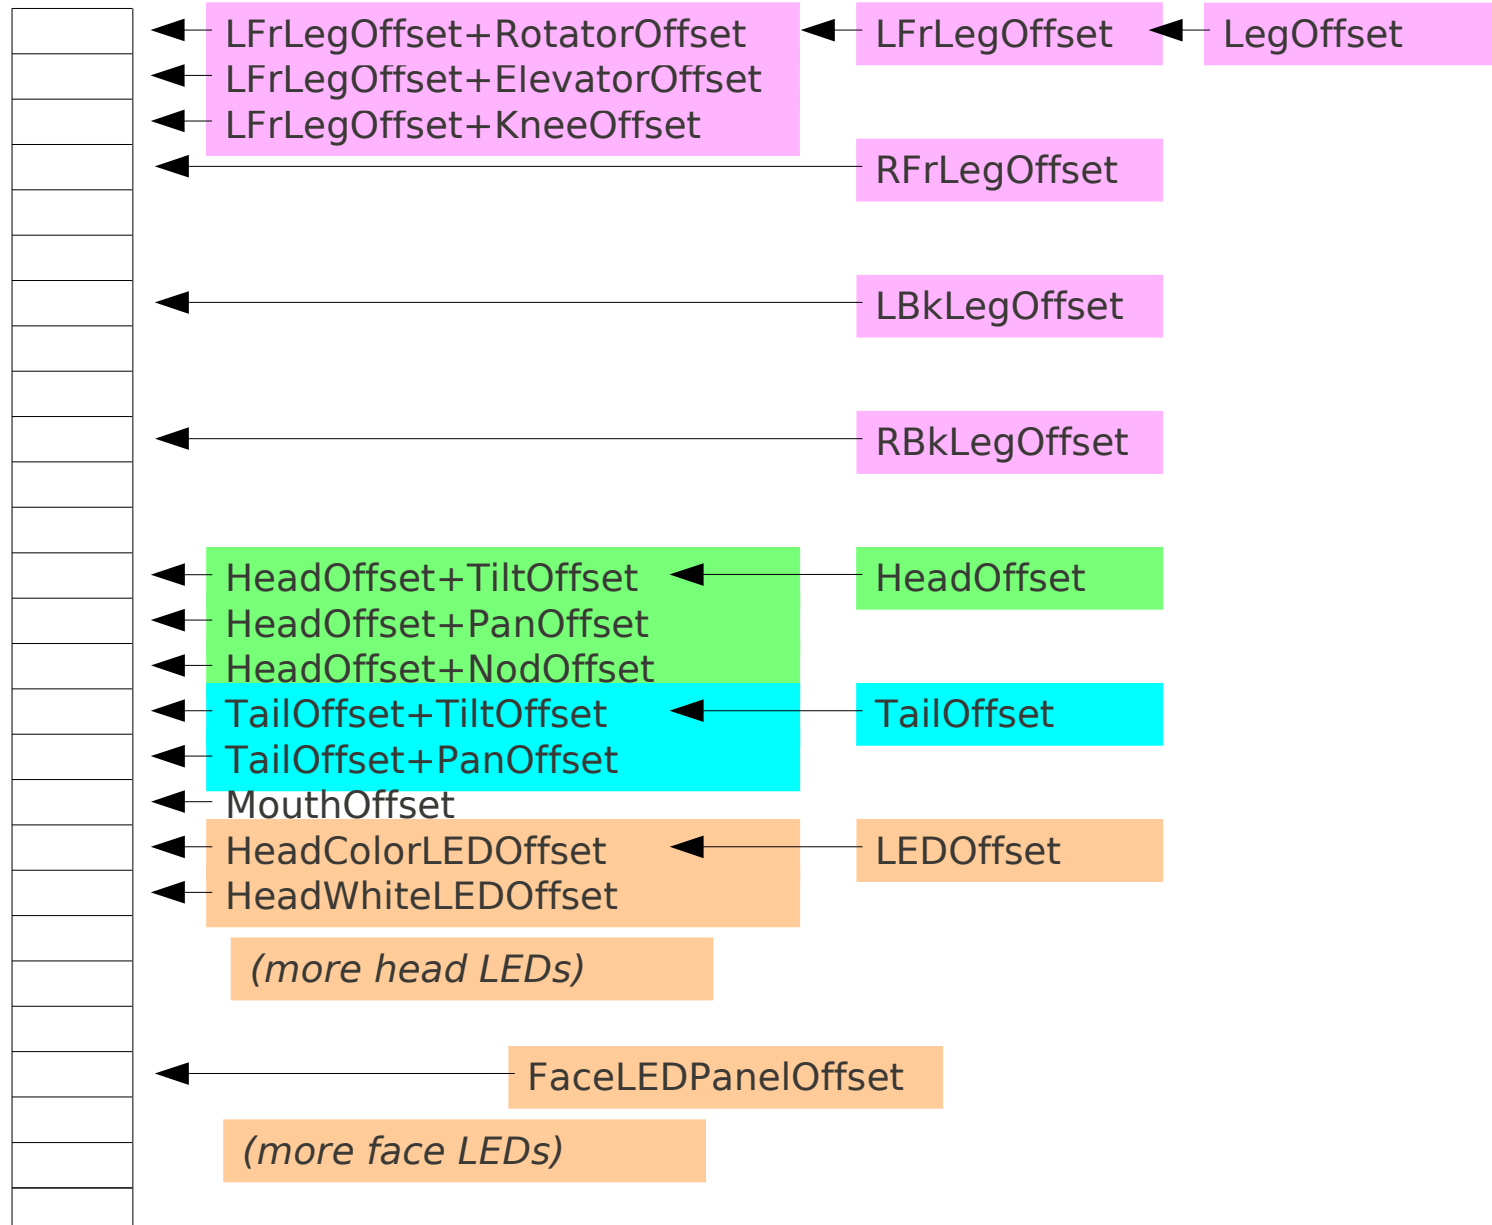 LFrLegOffset+RotatorOffset LFrLegOffset LegOffset
LFrLegOffset+ElevatorOffset
LFrLegOffset+KneeOffset
RFrLegOffset
LBkLegOffset
RBkLegOffset
HeadOffset+TiltOffset HeadOffset
HeadOffset+PanOffset
HeadOffset+NodOffset
TailOffset+TiltOffset TailOffset
TailOffset+PanOffset
MouthOffset
HeadColorLEDOffset LEDOffset
HeadWhiteLEDOffset
(more head LEDs)
FaceLEDPanelOffset
(more face LEDs)